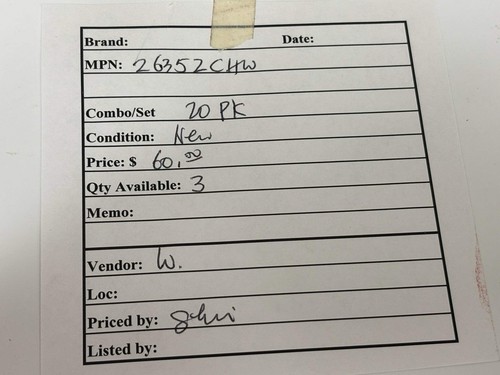 Brand: Date:
MPN: 26352CHW
Combo/Set 20 PK
Condition: New
Price: $ 60.00
Qty Available: 3
Memo:
Vendor: W.
Loc:
Priced by:
Listed by: